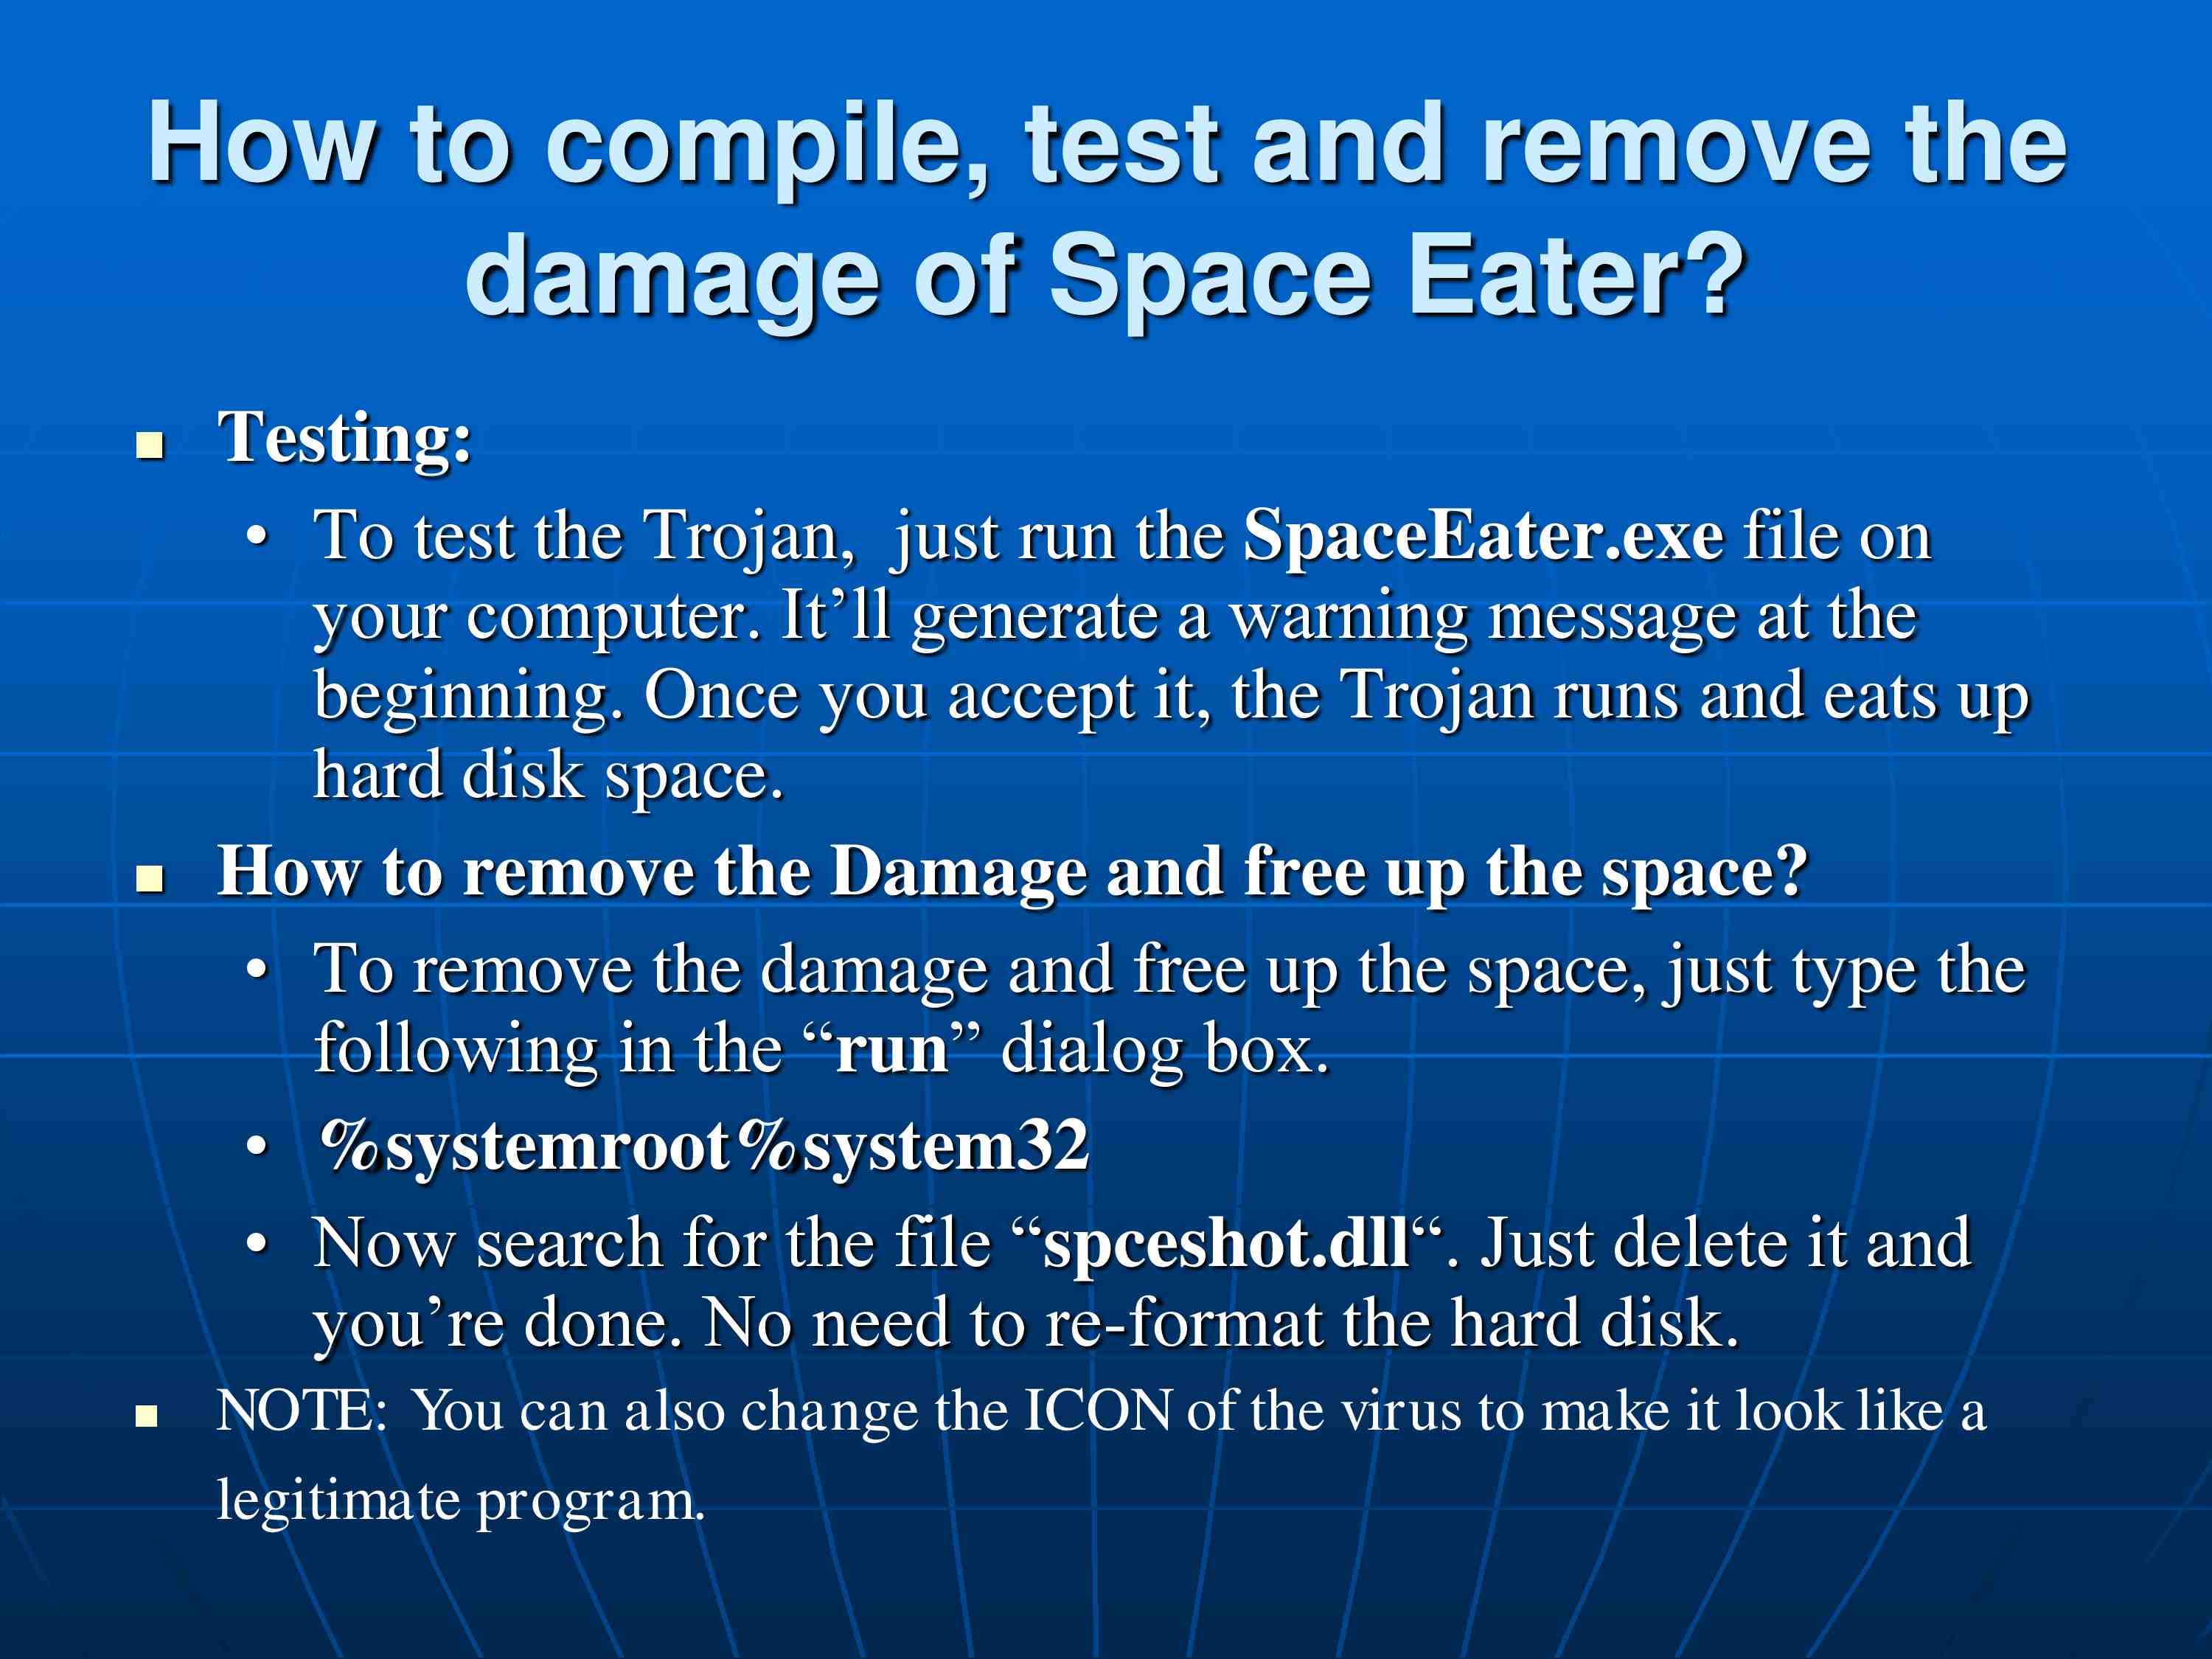 How to compile, test and remove the
damage of Space Eater?
Testing:
• To test the Trojan,  just run the SpaceEater.exe file on
your computer. It’ll generate a warning message at the
beginning. Once you accept it, the Trojan runs and eats up
hard disk space.
How to remove the Damage and free up the space?
• To remove the damage and free up the space, just type the
following in the “run” dialog box.
• %systemroot%system32
• Now search for the file “spceshot.dll“. Just delete it and
you’re done. No need to re-format the hard disk.
NOTE: You can also change the ICON of the virus to make it look like a
legitimate program.